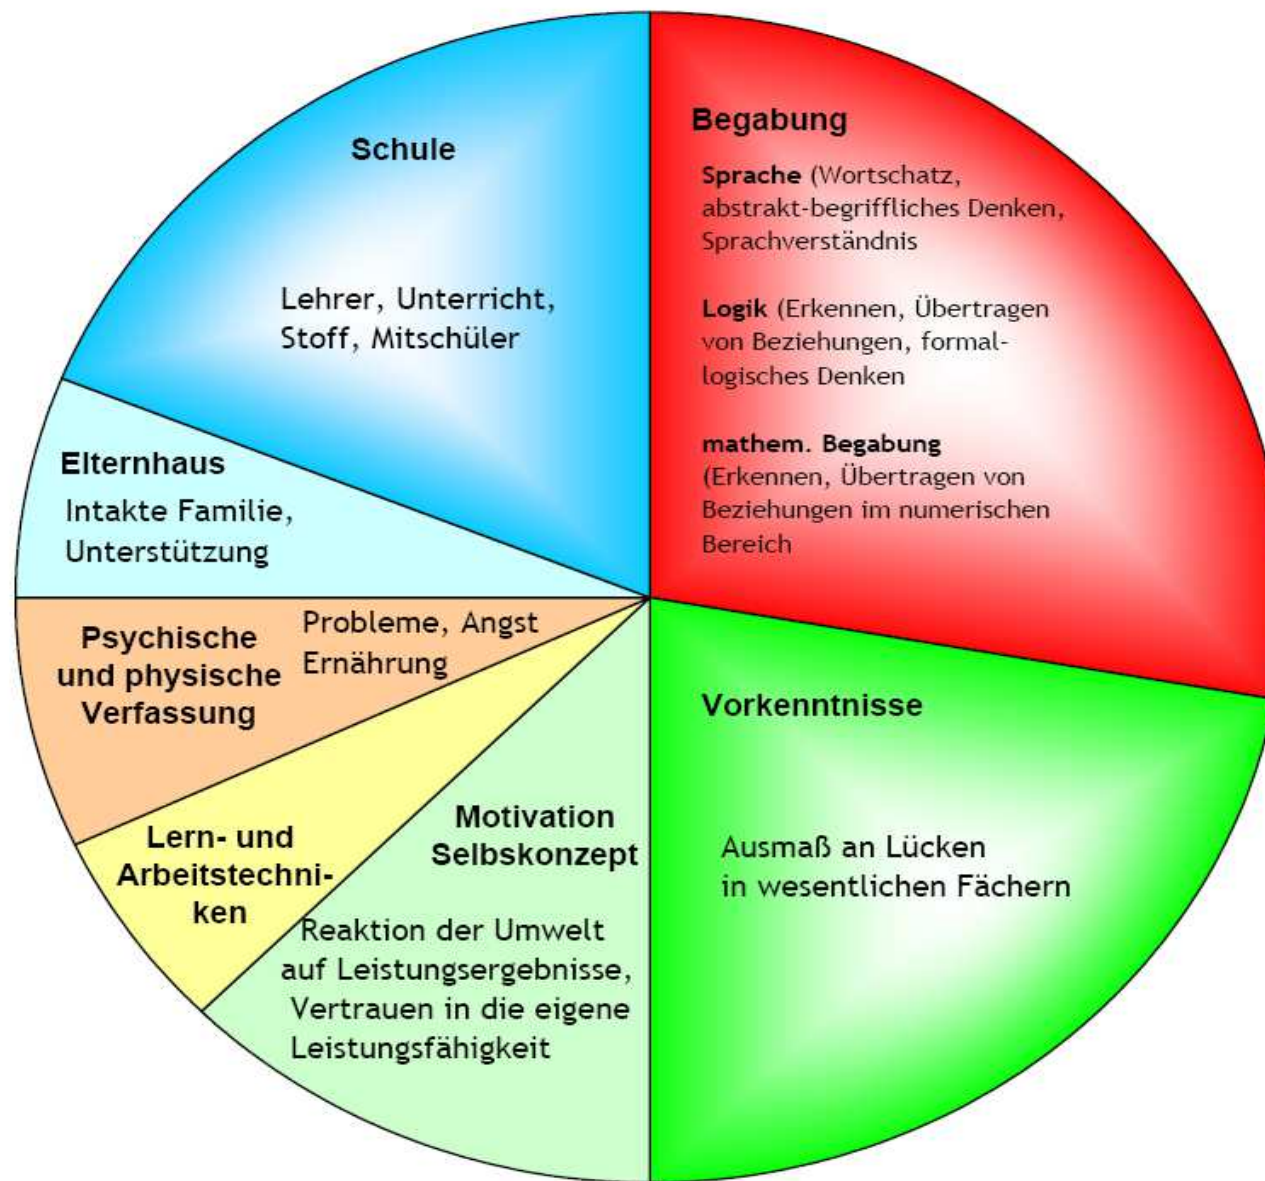 Schule
Lehrer, Unterricht,
Stoff, Mitschüler
Begabung
Sprache (Wortschatz,
abstrakt-begriffliches Denken,
Sprachverständnis
Logik (Erkennen, Übertragen
von Beziehungen, formal-
logisches Denken
mathem. Begabung
(Erkennen, Übertragen von
Beziehungen im numerischen
Bereich
Elternhaus
Intakte Familie,
Unterstützung
Psychische
und physische
Verfassung
Probleme, Angst
Ernährung
Lern- und
Arbeitstechni-
ken
Motivation
Selbskonzept
Reaktion der Umwelt
auf Leistungsergebnisse,
Vertrauen in die eigene
Leistungsfähigkeit
Vorkenntnisse
Ausmaß an Lücken
in wesentlichen Fächern